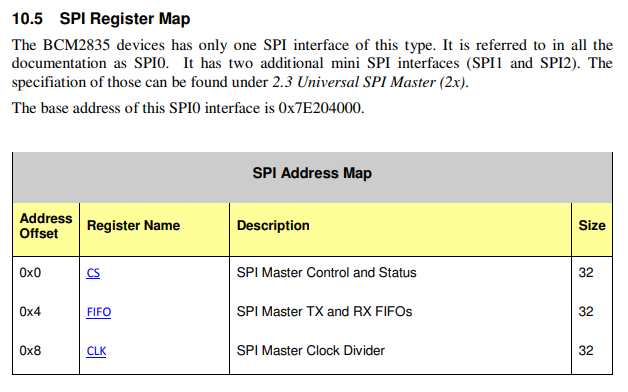 10.5 SPI Register Map
The BCM2835 devices has only one SPI interface of this type. It is referred to in all the
documentation as SPI0. It has two additional mini SPI interfaces (SPI1 and SPI2). The
specifiation of those can be found under 2.3 Universal SPI Master (2x).
The base address of this SPI0 interface is 0x7E204000.
SPI Address Map
Address Offset Register Name Description Size
0x0 CS SPI Master Control and Status 32
0x4 FIFO SPI Master TX and RX FIFOs 32
0x8 CLK SPI Master Clock Divider 32